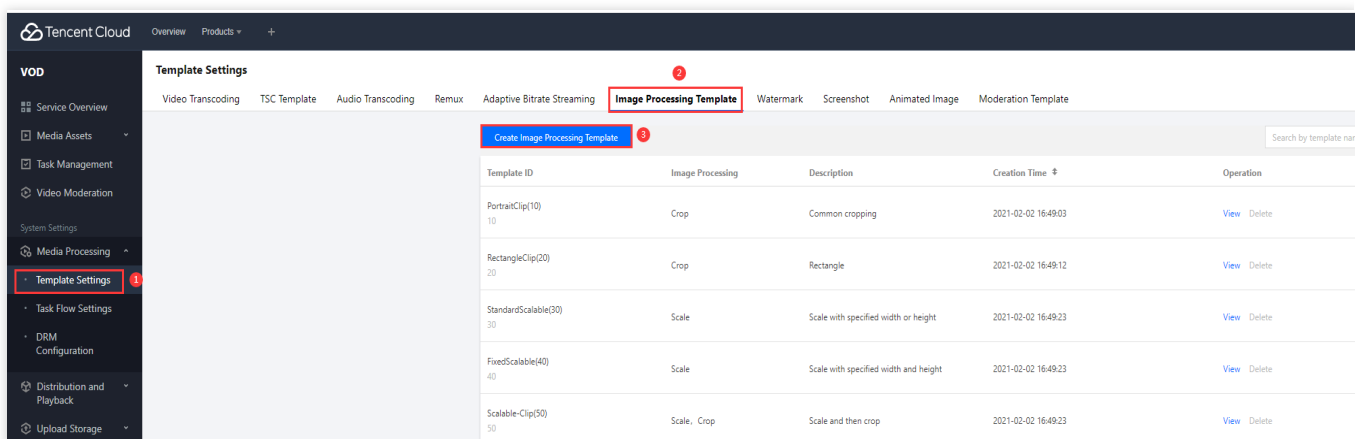 Tencent Cloud Overview Products +
VOD
Service Overview
Media Assets
Task Management
Video Moderation
System Settings
Media Processing
Template Settings 1
Task Flow Settings
DRM
Configuration
Distribution and
Playback
Upload Storage
Template Settings
2
Video Transcoding TSC Template Audio Transcoding Remux Adaptive Bitrate Streaming Image Processing Template Watermark Screenshot Animated Image Moderation Template
Create Image Processing Template 3 Search by template
Template ID Image Processing Description Creation Time Operation
PortraitClip(10)
10 Crop Common cropping 2021-02-02 16:49:03 View Delete
RectangleClip(20)
20 Crop Rectangle 2021-02-02 16:49:12 View Delete
StandardScalable(30)
30 Scale Scale with specified width or height 2021-02-02 16:49:23 View Delete
FixedScalable(40)
40 Scale Scale with specified width and height 2021-02-02 16:49:23 View Delete
Scalable-Clip(50)
50 Scale, Crop Scale and then crop 2021-02-02 16:49:23 View Delete